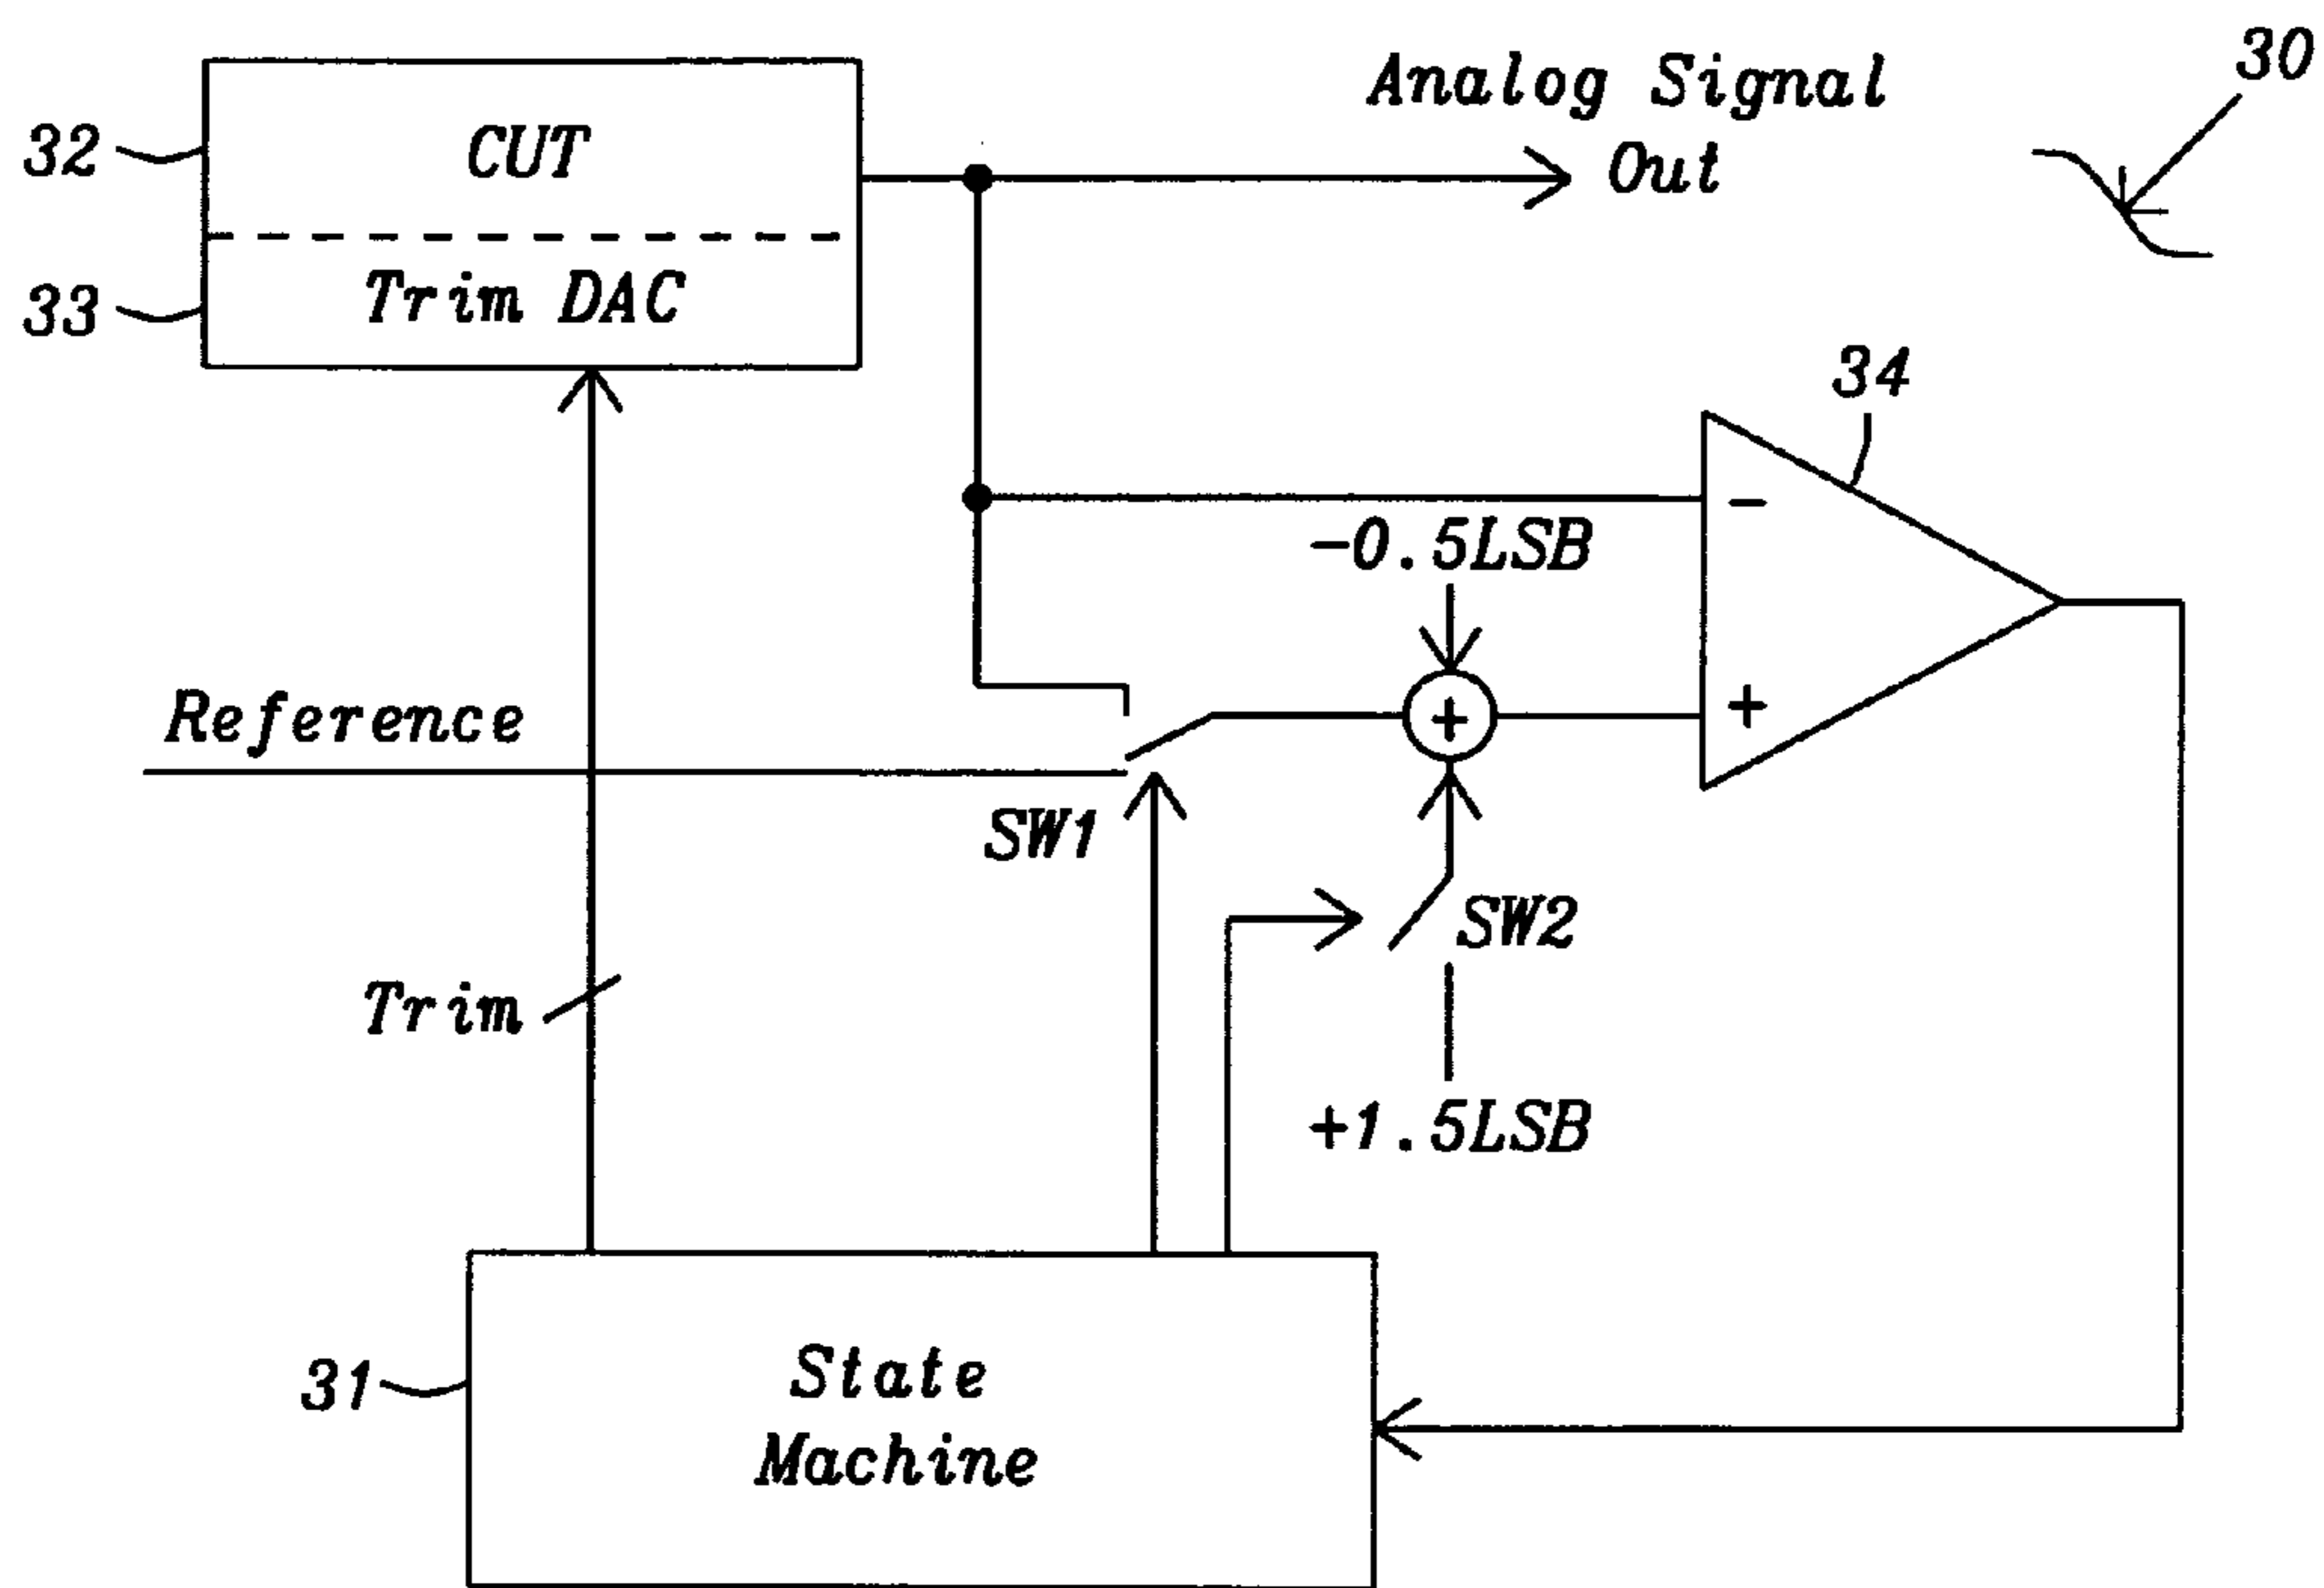 30
Analog Signal
Out
32
CUT
33
Trim DAC
34
-
-0.5LSB
+
+
Reference
SW1
SW2
Trim
+1.5LSB
31
State
Machine